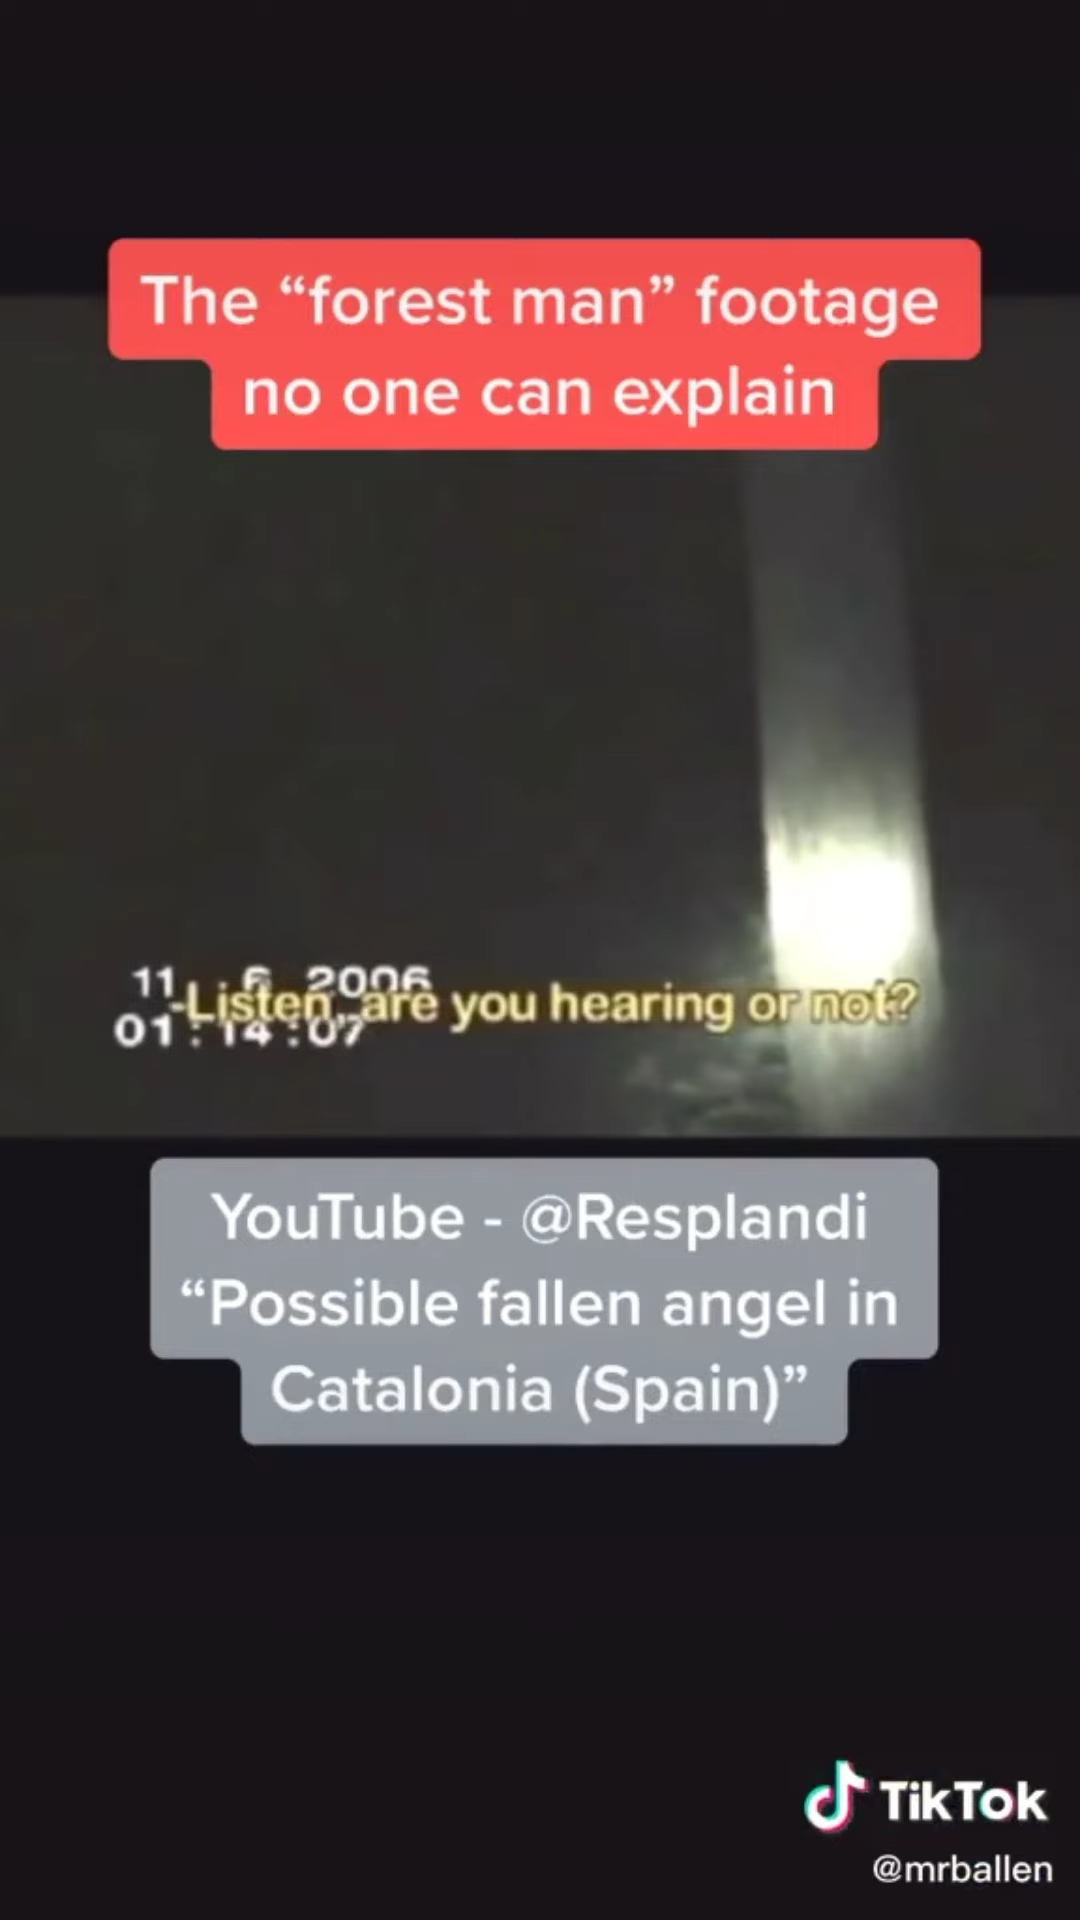 The “forest man” footage
no one can explain
11 6 2006
-Listen, are you hearing or not?
01:14:07
YouTube - @Resplandi
“Possible fallen angel in
Catalonia (Spain)”
TikTok
@mrballen